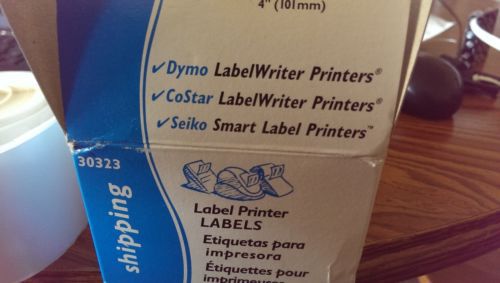 4" (101mm)
✓Dymo LabelWriter Printers®
✓CoStar LabelWriter Printers®
✓Seiko Smart Label Printers™
30323
shipping
Label Printer
LABELS
Etiquetas para
impresora
Étiquettes pour
imprimeuses